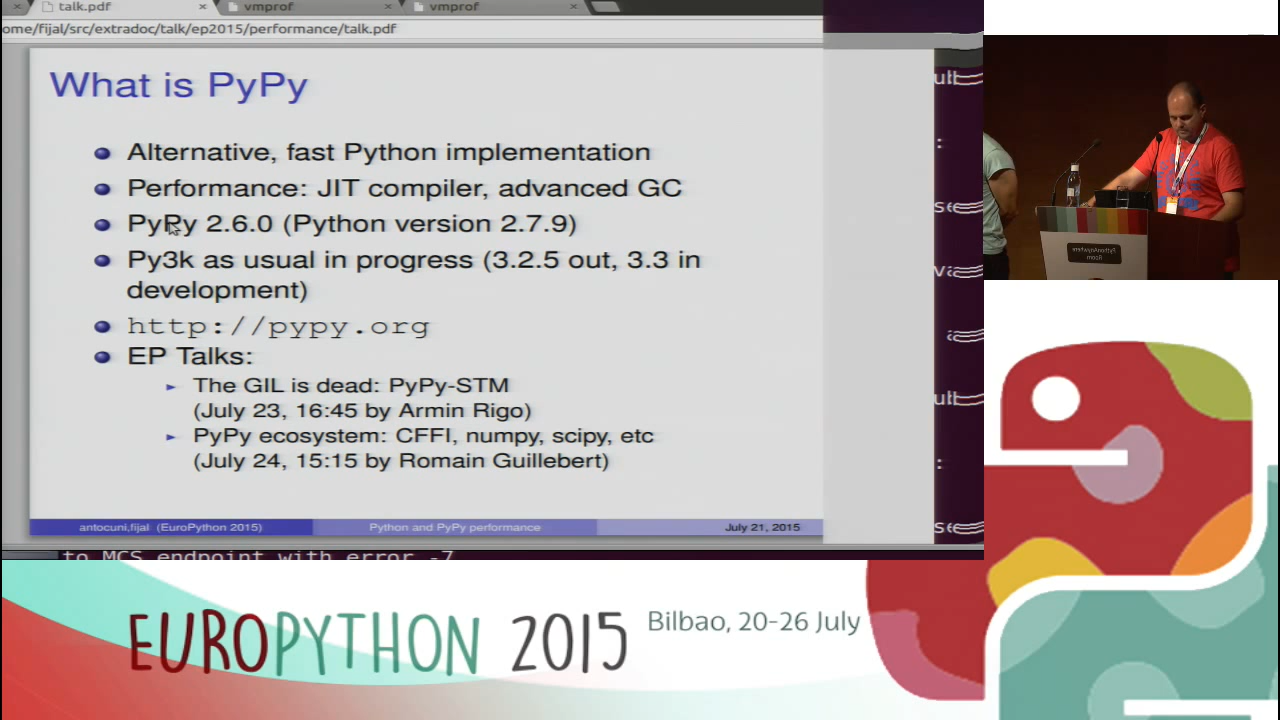 talk.pdf
vmprof
vmprof
ome/fijal/src/extradoc/talk/ep2015/performance/talk.pdf
What is PyPy
Alternative, fast Python implementation
Performance: JIT compiler, advanced GC
PyPy 2.6.0 (Python version 2.7.9)
Py3k as usual in progress (3.2.5 out, 3.3 in
development)
http://pypy.org
EP Talks:
The GIL is dead: PyPy-STM
(July 23, 16:45 by Armin Rigo)
PyPy ecosystem: CFFI, numpy, scipy, etc
(July 24, 15:15 by Romain Guillebert)
antocuni,fijal (EuroPython 2015)
Python and PyPy performance
July 21, 2015
to MCS endpoint with error -7
PythonAnywhere
Room
EUROPYTHON 2015
Bilbao, 20-26 July